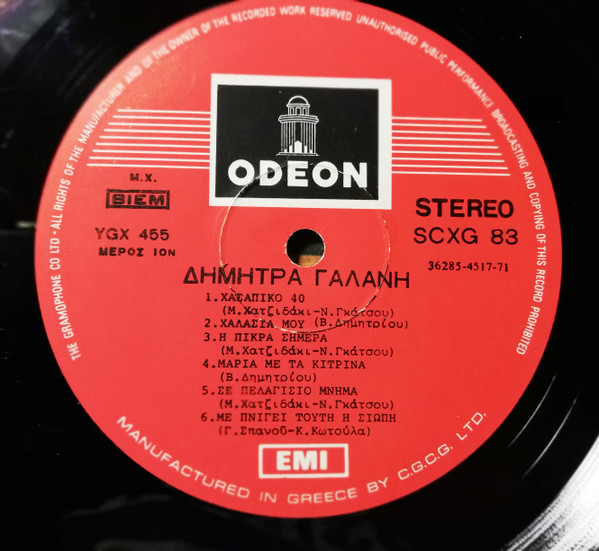 THE GRAMOPHONE CO LTD - ALL RIGHTS OF THE MANUFACTURER AND OF THE OWNER OF THE RECORDED WORK RESERVED UNAUTHORISED PUBLIC PERFORMANCE BROADCASTING AND COPYING OF THIS RECORD PROHIBITED
ODEON
Μ.Χ.
BIEM
YGX 455
ΜΕΡΟΣ 1ΟΝ
STEREO
SCXG 83
36285-4517-71
ΔΗΜΗΤΡΑ ΓΑΛΑΝΗ
1.ΧΑΣΑΠΙΚΟ 40
(Μ.Χατζιδάκι-Ν.Γκάτσου)
2.ΧΑΛΑΣΙΑ ΜΟΥ (Β.Δημητρίου)
3.Η ΠΙΚΡΑ ΣΗΜΕΡΑ
(Μ.Χατζιδάκι-Ν.Γκάτσου)
4.ΜΑΡΙΑ ΜΕ ΤΑ ΚΙΤΡΙΝΑ
(Β.Δημητρίου)
5.ΣΕ ΠΕΛΑΓΙΣΙΟ ΜΝΗΜΑ
(Μ.Χατζιδάκι-Ν.Γκάτσου)
6.ΜΕ ΠΝΙΓΕΙ ΤΟΥΤΗ Η ΣΙΩΠΗ
(Γ.Σπανού-Κ.Κωτούλα)
EMI
MANUFACTURED IN GREECE BY C.G.C.G. LTD.